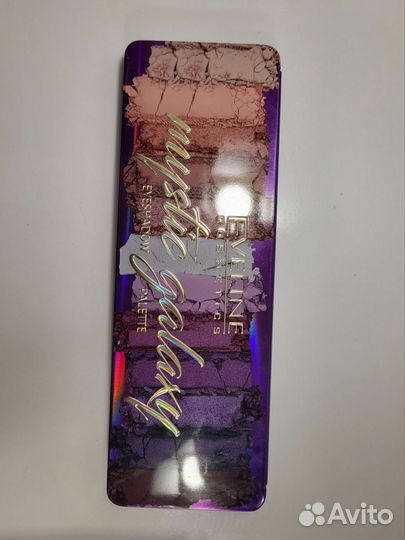 EVELINE
COSMETICS
mystic galaxy
EYESHADOW PALETTE
Avito